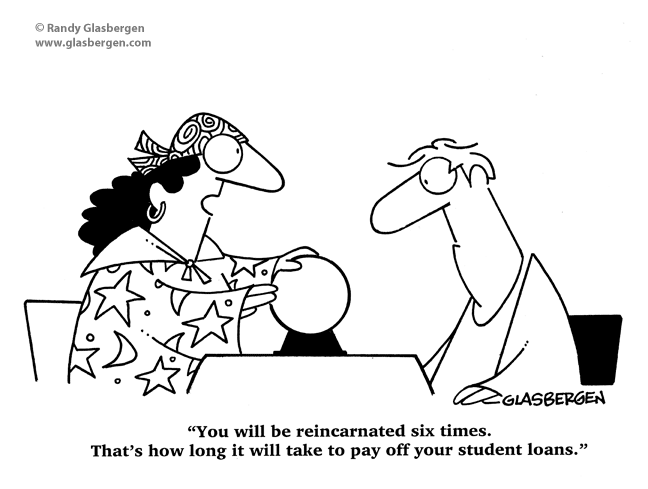 © Randy Glasbergen
www.glasbergen.com
GLASBERGEN
“You will be reincarnated six times.
That’s how long it will take to pay off your student loans.”